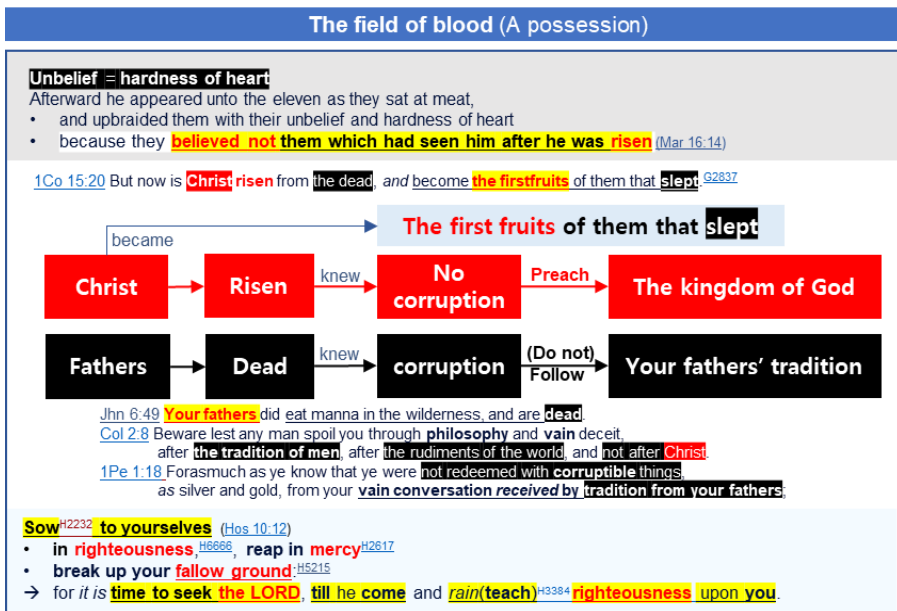 The field of blood (A possession)
Unbelief = hardness of heart
Afterward he appeared unto the eleven as they sat at meat,
• and upbraided them with their unbelief and hardness of heart
• because they believed not them which had seen him after he was risen (Mar 16:14)
1Co 15:20 But now is Christ risen from the dead, and become the firstfruits of them that slept.G2837
The first fruits of them that slept
became
Christ
Risen
knew
No
corruption
Preach
The kingdom of God
Fathers
Dead
knew
corruption
(Do not)
Follow
Your fathers' tradition
Jhn 6:49 Your fathers did eat manna in the wilderness, and are dead.
Col 2:8 Beware lest any man spoil you through philosophy and vain deceit,
after the tradition of men, after the rudiments of the world, and not after Christ.
1Pe 1:18 Forasmuch as ye know that ye were not redeemed with corruptible things,
as silver and gold, from your vain conversation received by tradition from your fathers;
SowH2232 to yourselves (Hos 10:12)
• in righteousness,H6666 reap in mercyH2617
• break up your fallow ground:H5215
→ for it is time to seek the LORD, till he come and rain(teach)H3384 righteousness upon you.